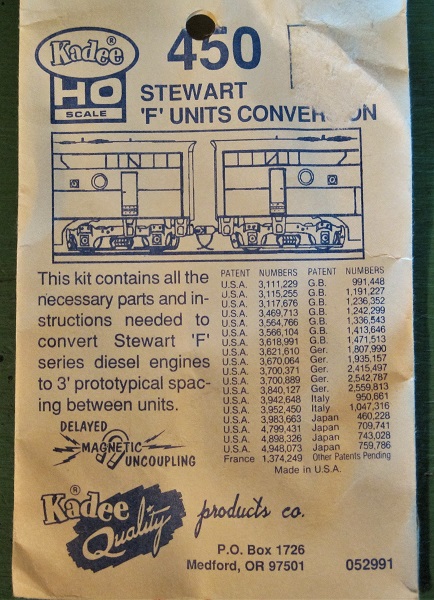 Kadee®
HO
SCALE
450
STEWART
'F' UNITS CONVER ON
This kit contains all the
necessary parts and in-
structions needed to
convert Stewart 'F'
series diesel engines
to 3' prototypical spac-
ing between units.
DELAYED
MAGNETIC
UNCOUPLING
PATENT NUMBERS PATENT NUMBERS
U.S.A. 3,111,229 G.B. 991,448
U.S.A. 3,115,255 G.B. 1,191,227
U.S.A. 3,117,676 G.B. 1,236,352
U.S.A. 3,469,713 G.B. 1,242,299
U.S.A. 3,564,766 G.B. 1,336,543
U.S.A. 3,566,104 G.B. 1,413,646
U.S.A. 3,618,991 G.B. 1,471,513
U.S.A. 3,621,610 Ger. 1,807,990
U.S.A. 3,670,064 Ger. 1,935,157
U.S.A. 3,700,371 Ger. 2,415,497
U.S.A. 3,700,889 Ger. 2,542,787
U.S.A. 3,840,127 Ger. 2,559,813
U.S.A. 3,942,648 Italy 950,661
U.S.A. 3,952,450 Italy 1,047,316
U.S.A. 3,983,663 Japan 460,228
U.S.A. 4,799,431 Japan 709,741
U.S.A. 4,898,326 Japan 743,028
U.S.A. 4,948,073 Japan 759,786
France 1,374,249 Other Patents Pending
Made in U.S.A.
Kadee® Quality products co.
P.O. Box 1726
Medford, OR 97501 052991